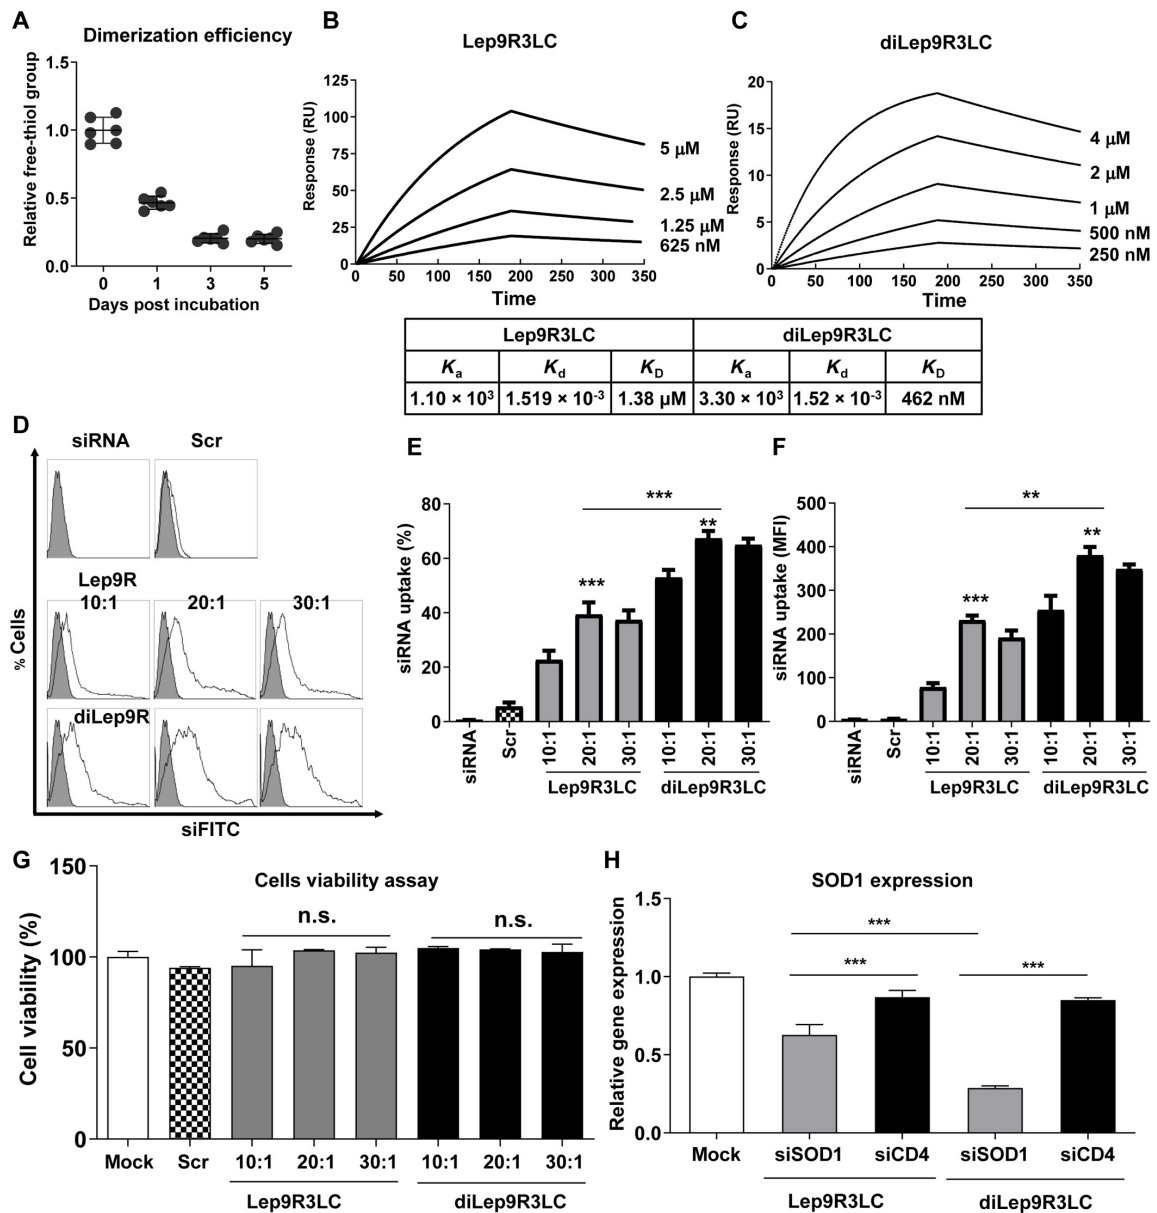 A
Dimerization efficiency
Relative free-thiol group
1.5
1.0
0.5
0.0
0 1 3 5
Days post incubation
B
Lep9R3LC
Response (RU)
125
100
75
50
25
0
0 50 100 150 200 250 300 350
Time
5 µM
2.5 µM
1.25 µM
625 nM
C
diLep9R3LC
Response (RU)
20
15
10
5
0
0 50 100 150 200 250 300 350
Time
4 µM
2 µM
1 µM
500 nM
250 nM
Lep9R3LC diLep9R3LC
Ka Kd KD Ka Kd KD
1.10 × 10³ 1.519 × 10⁻³ 1.38 µM 3.30 × 10³ 1.52 × 10⁻³ 462 nM
D
siRNA Scr
Lep9R
10:1 20:1 30:1
diLep9R
% Cells
siFITC
E
siRNA uptake (%)
80
60
40
20
0
***
***
**
siRNA Scr 10:1 20:1 30:1 10:1 20:1 30:1
Lep9R3LC diLep9R3LC
F
siRNA uptake (MFI)
500
400
300
200
100
0
**
***
**
siRNA Scr 10:1 20:1 30:1 10:1 20:1 30:1
Lep9R3LC diLep9R3LC
G
Cells viability assay
Cell viability (%)
150
100
50
0
n.s. n.s.
Mock Scr 10:1 20:1 30:1 10:1 20:1 30:1
Lep9R3LC diLep9R3LC
H
SOD1 expression
Relative gene expression
1.5
1.0
0.5
0.0
***
*** ***
Mock siSOD1 siCD4 siSOD1 siCD4
Lep9R3LC diLep9R3LC